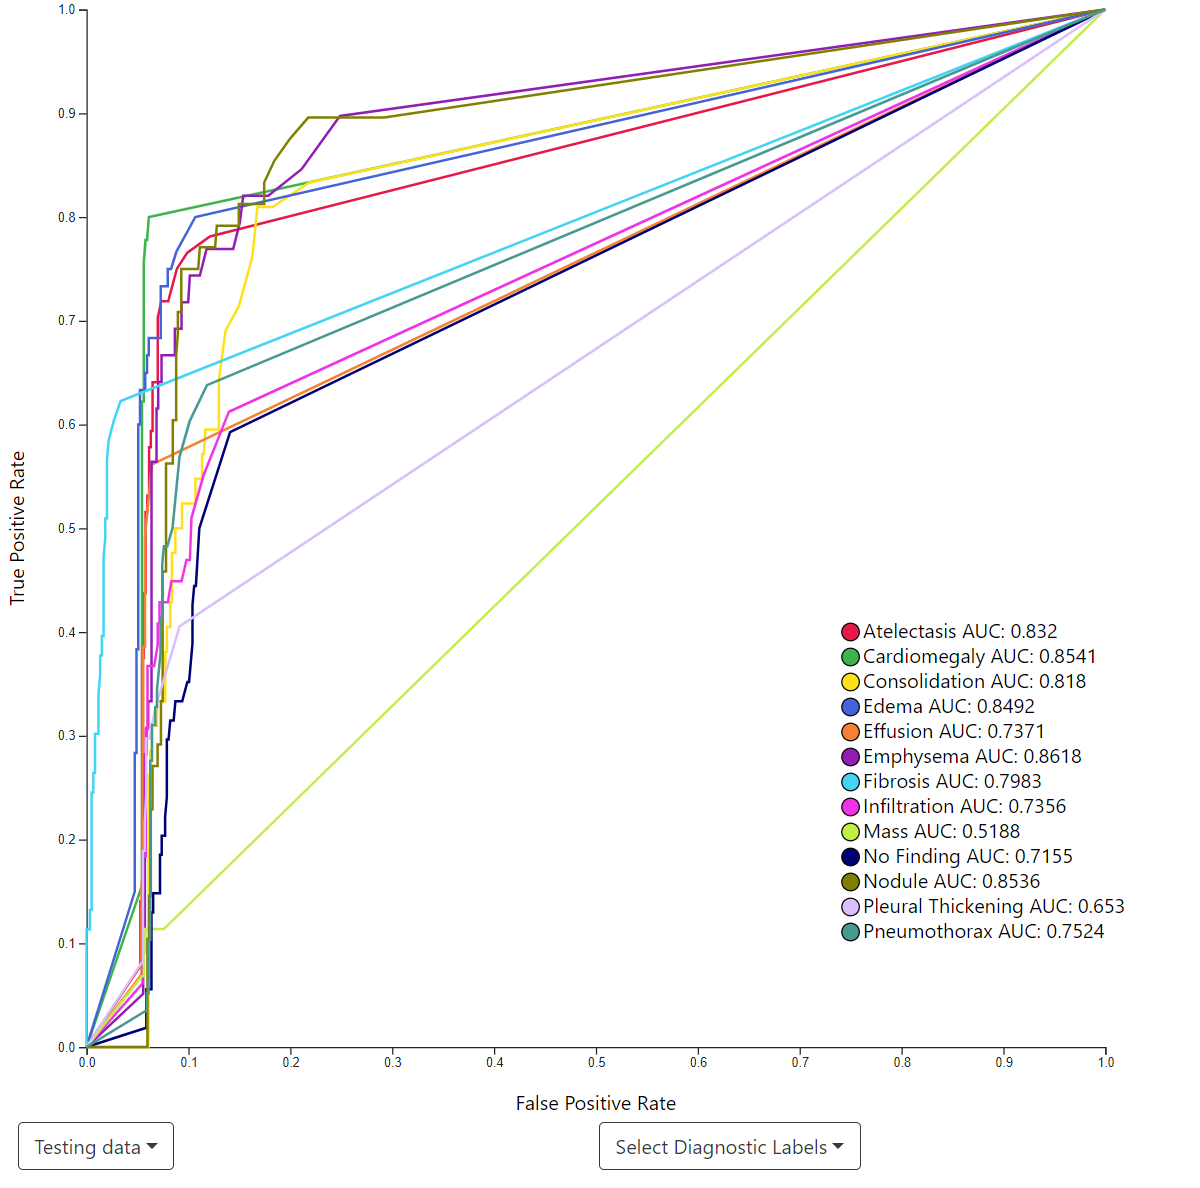 1.0
0.9
0.8
0.7
0.6
0.5
0.4
0.3
0.2
0.1
0.0
True Positive Rate
Atelectasis AUC: 0.832
Cardiomegaly AUC: 0.8541
Consolidation AUC: 0.818
Edema AUC: 0.8492
Effusion AUC: 0.7371
Emphysema AUC: 0.8618
Fibrosis AUC: 0.7983
Infiltration AUC: 0.7356
Mass AUC: 0.5188
No Finding AUC: 0.7155
Nodule AUC: 0.8536
Pleural Thickening AUC: 0.653
Pneumothorax AUC: 0.7524
0.0 0.1 0.2 0.3 0.4 0.5 0.6 0.7 0.8 0.9 1.0
False Positive Rate
Testing data
Select Diagnostic Labels